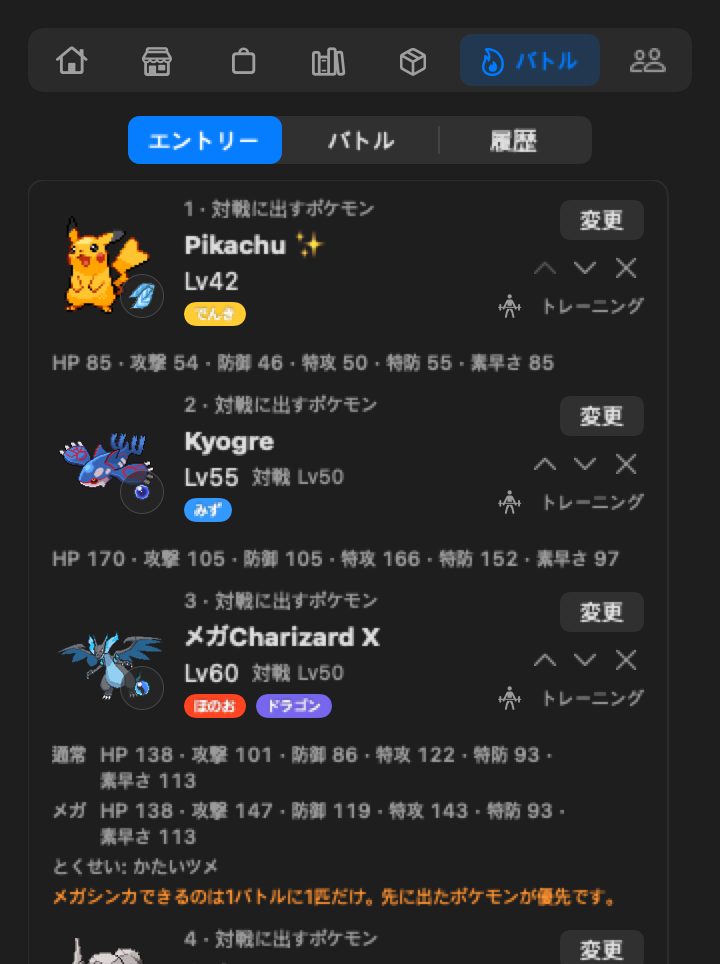 バトル
エントリー バトル 履歴
1・対戦に出すポケモン
変更
Pikachu ✨
Lv42
でんき
トレーニング
HP 85・攻撃 54・防御 46・特攻 50・特防 55・素早さ 85
2・対戦に出すポケモン
変更
Kyogre
Lv55 対戦 Lv50
みず
トレーニング
HP 170・攻撃 105・防御 105・特攻 166・特防 152・素早さ 97
3・対戦に出すポケモン
変更
メガCharizard X
Lv60 対戦 Lv50
ほのお ドラゴン
トレーニング
通常 HP 138・攻撃 101・防御 86・特攻 122・特防 93・
素早さ 113
メガ HP 138・攻撃 147・防御 119・特攻 143・特防 93・
素早さ 113
とくせい: かたいツメ
メガシンカできるのは1バトルに1匹だけ。先に出たポケモンが優先です。
4・対戦に出すポケモン
変更